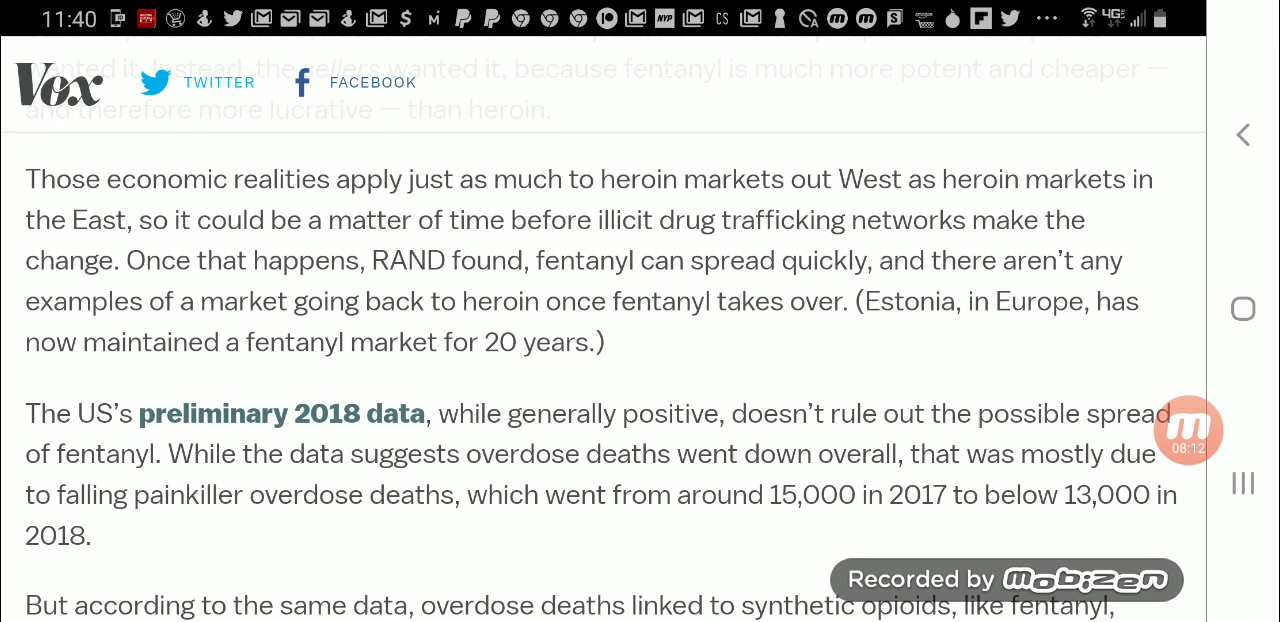 11:40
NYP
CS
amazon
4G
wanted it. Instead, the sellers wanted it, because fentanyl is much more potent and cheaper —
Vox TWITTER FACEBOOK
and therefore more lucrative — than heroin.
Those economic realities apply just as much to heroin markets out West as heroin markets in
the East, so it could be a matter of time before illicit drug trafficking networks make the
change. Once that happens, RAND found, fentanyl can spread quickly, and there aren’t any
examples of a market going back to heroin once fentanyl takes over. (Estonia, in Europe, has
now maintained a fentanyl market for 20 years.)
The US’s preliminary 2018 data, while generally positive, doesn’t rule out the possible spread
of fentanyl. While the data suggests overdose deaths went down overall, that was mostly due
08:12
to falling painkiller overdose deaths, which went from around 15,000 in 2017 to below 13,000 in
2018.
Recorded by mobizen
But according to the same data, overdose deaths linked to synthetic opioids, like fentanyl,